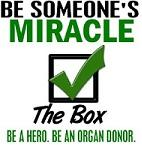 BE SOMEONE'S
MIRACLE
The Box
BE A HERO. BE AN ORGAN DONOR.